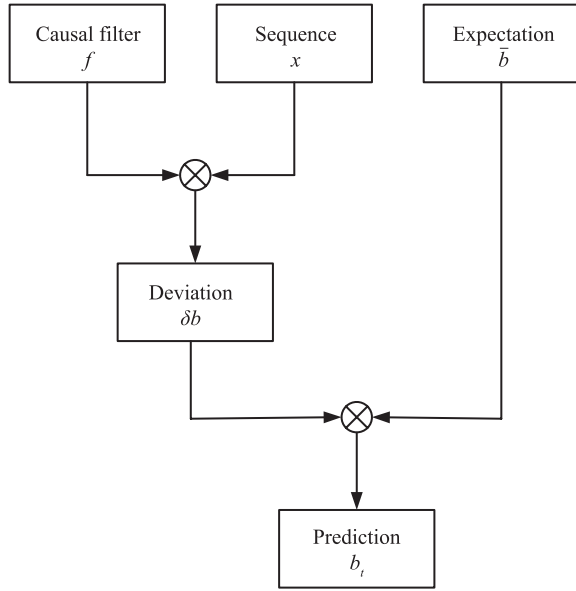 Causal filter
f
Sequence
x
Expectation
b̄
Deviation
δb
Prediction
bₜ